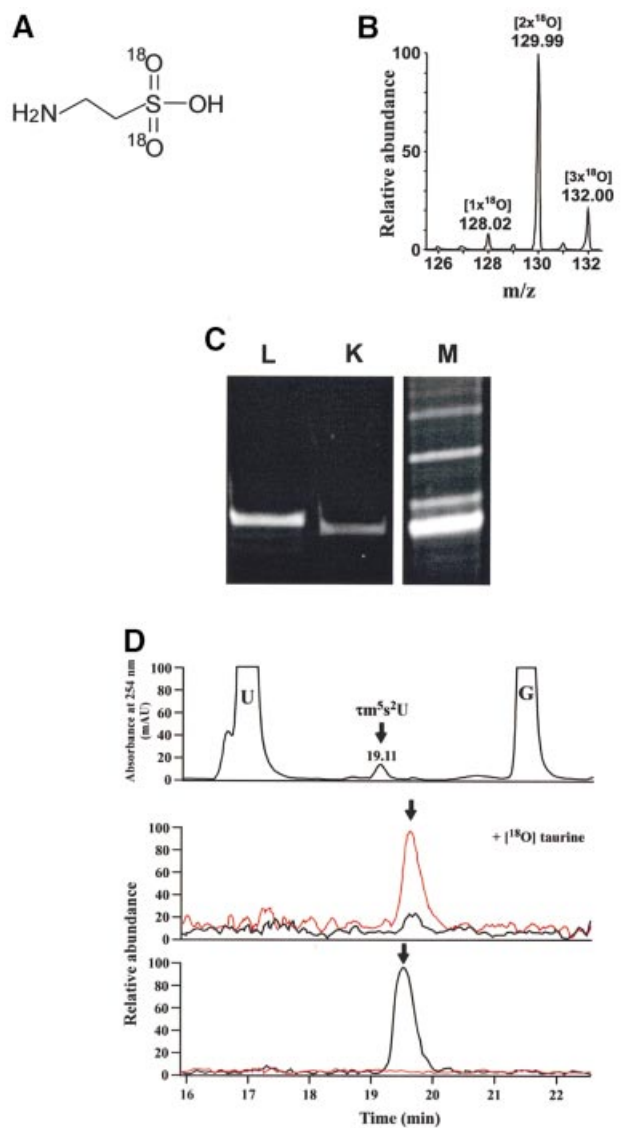 A
¹⁸O
H₂N
S
OH
¹⁸O
B
[2x¹⁸O]
129.99
100
50
0
Relative abundance
[3x¹⁸O]
132.00
[1x¹⁸O]
128.02
126 128 130 132
m/z
C
L K M
D
Absorbance at 254 nm
(mAU)
100
80
60
40
20
0
U
τm⁵s²U
19.11
G
+ [¹⁸O] taurine
100
80
60
40
20
0
Relative abundance
100
80
60
40
20
0
16 17 18 19 20 21 22
Time (min)